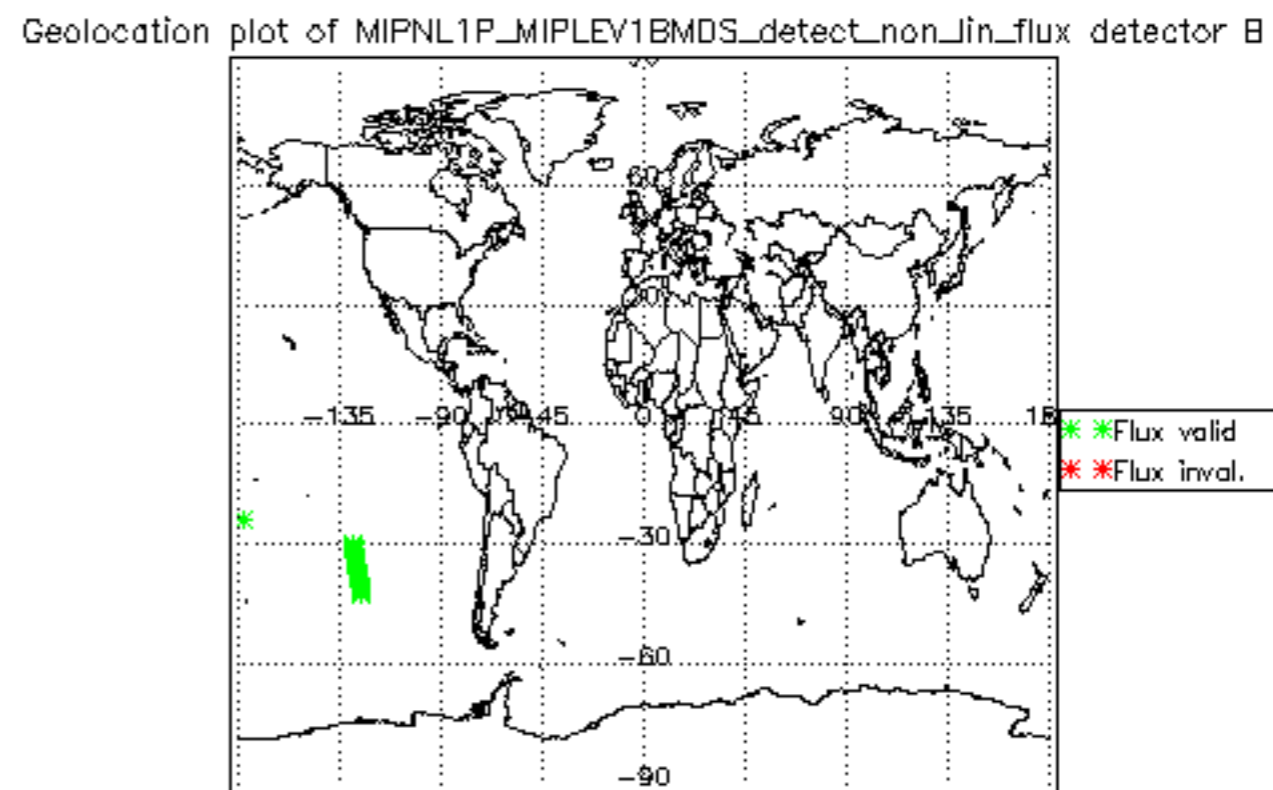 Geolocation plot of MIPNL1P_MIPLEV1BMDS_detect_non_lin_flux detector B
60
-135 -90 -45 0 45 90 135
Flux valid
Flux inval.
-30
-60
-90